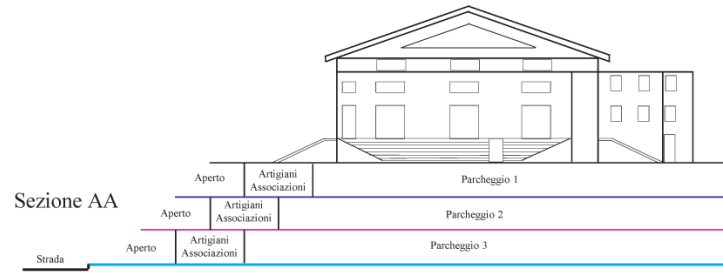 Aperto
Artigiani
Associazioni
Parcheggio 1
Sezione AA
Aperto
Artigiani
Associazioni
Parcheggio 2
Aperto
Artigiani
Associazioni
Parcheggio 3
Strada